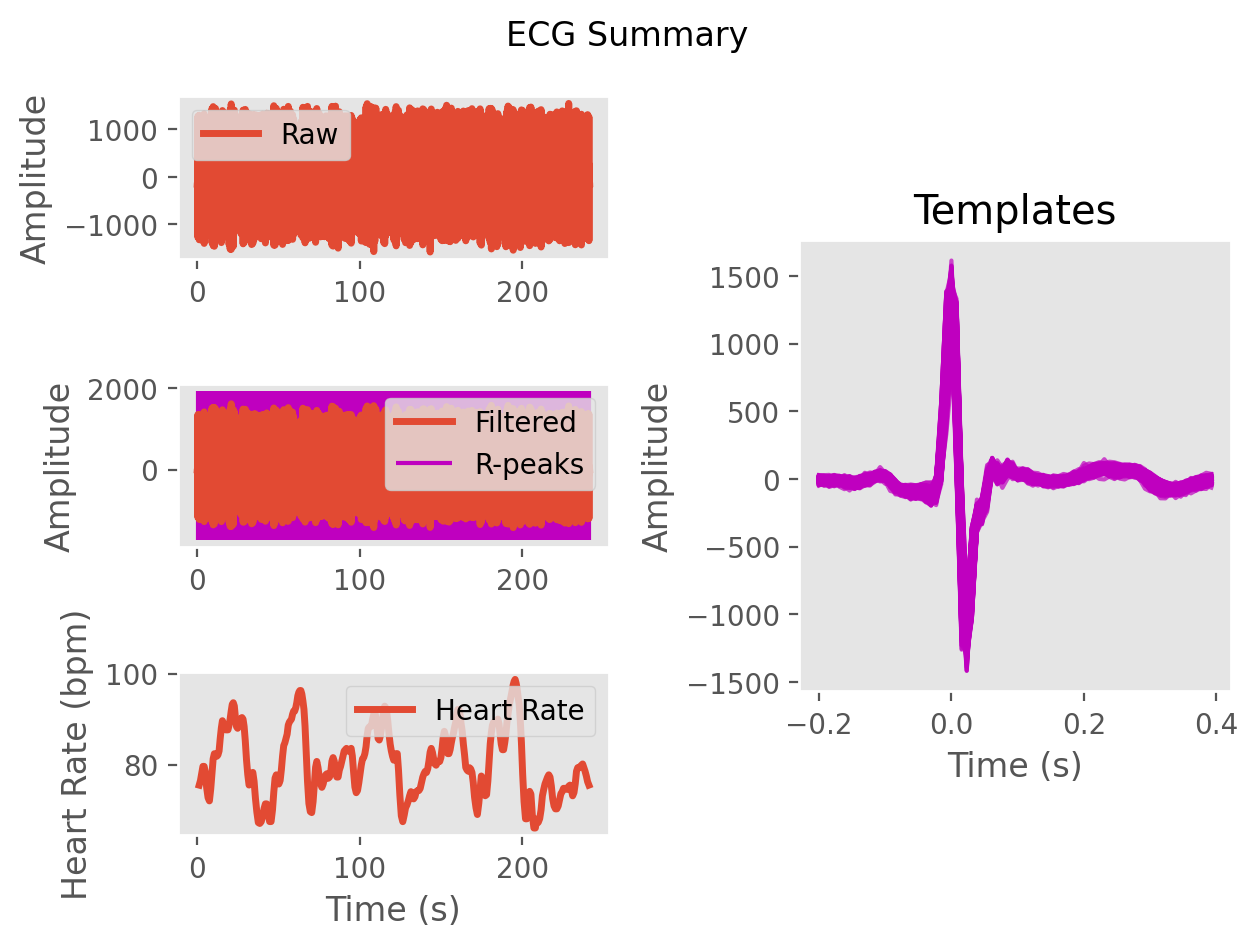 ECG Summary
Amplitude
1000
0
−1000
Raw
0
100
200
Amplitude
2000
0
Filtered
R-peaks
0
100
200
Heart Rate (bpm)
100
80
Heart Rate
0
100
200
Time (s)
Templates
Amplitude
1500
1000
500
0
−500
−1000
−1500
−0.2
0.0
0.2
0.4
Time (s)